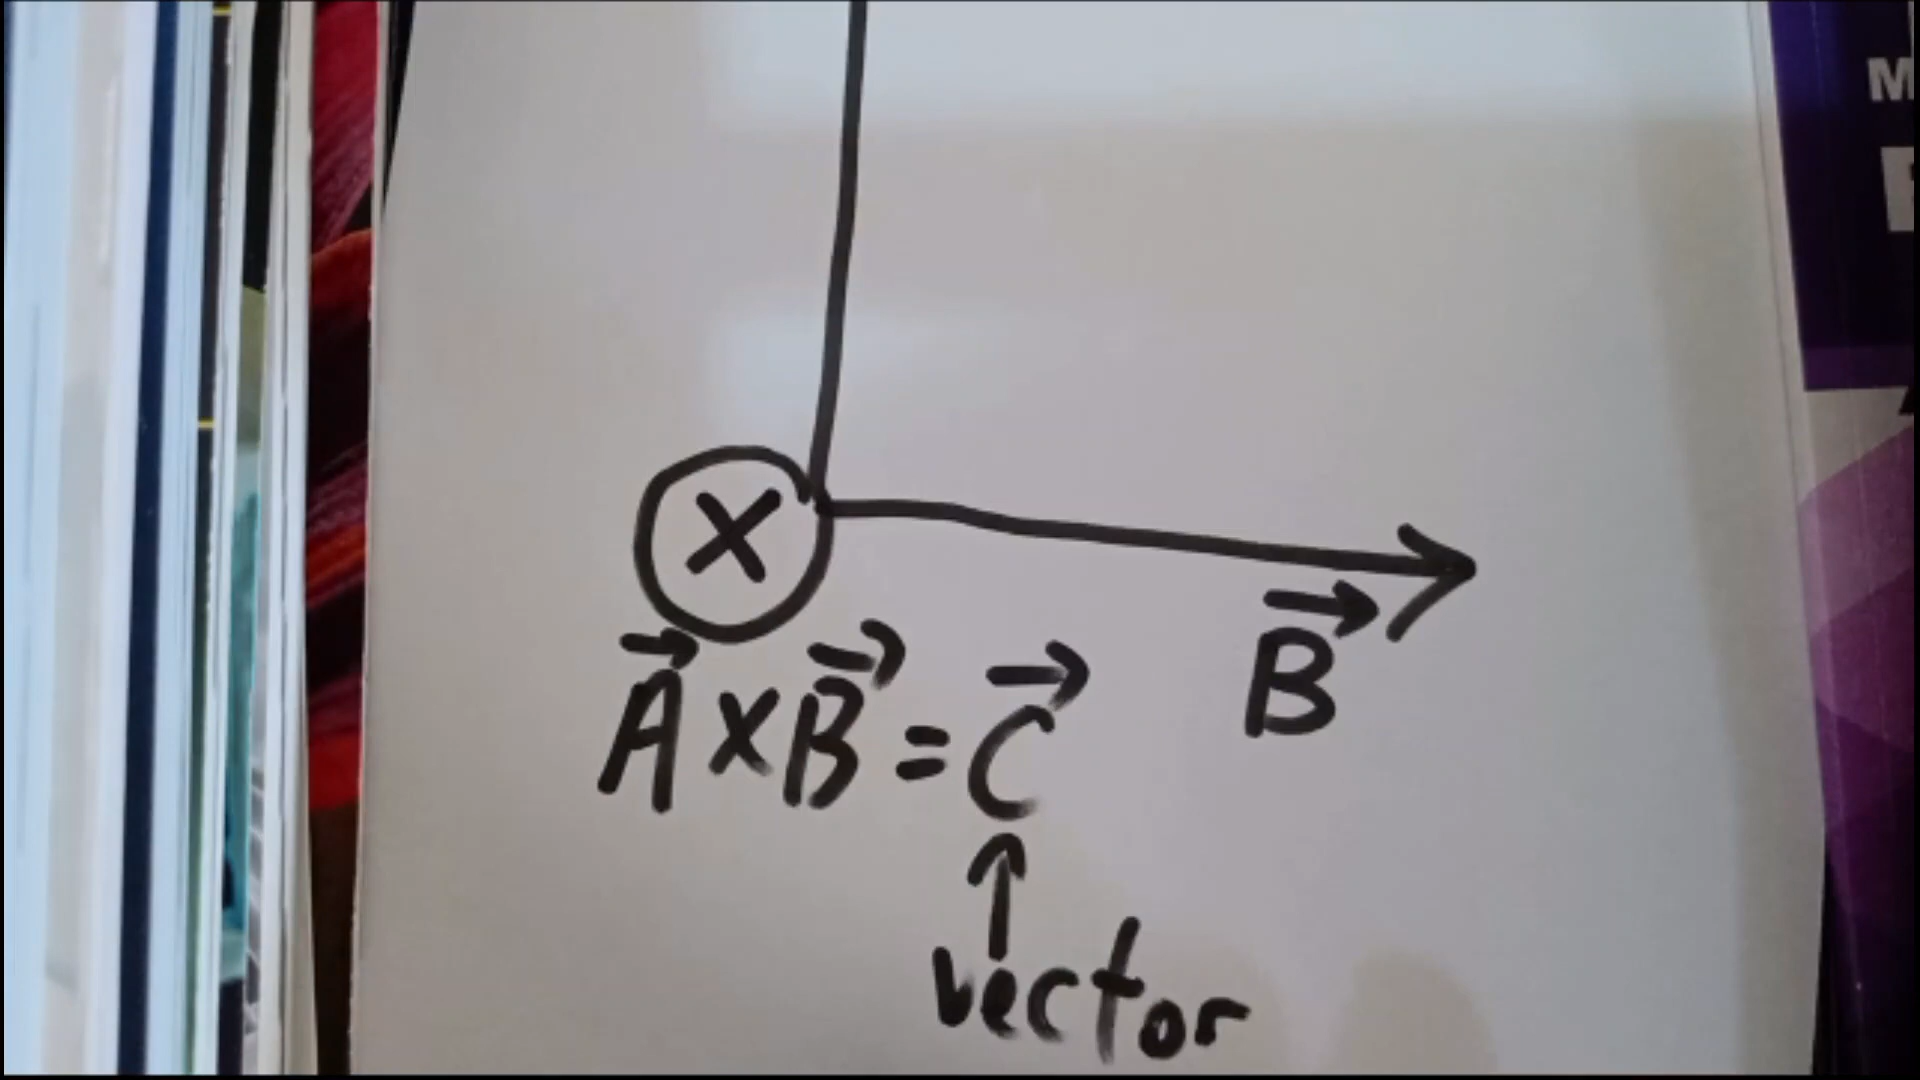 M
B
A × B = C
vector